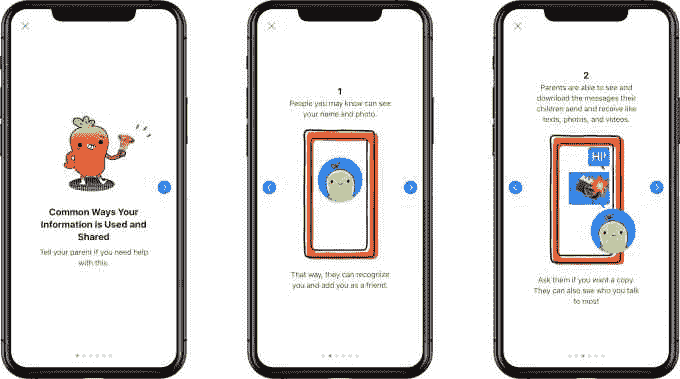 Common Ways Your
Information is Used and
Shared
Tell your parent if you need help
with this.
1
People you may know can see
your name and photo.
That way, they can recognize
you and add you as a friend.
2
Parents are able to see and
download the messages their
children send and receive like
texts, photos, and videos.
HI!
Ask them if you want a copy.
They can also see who you talk
to most